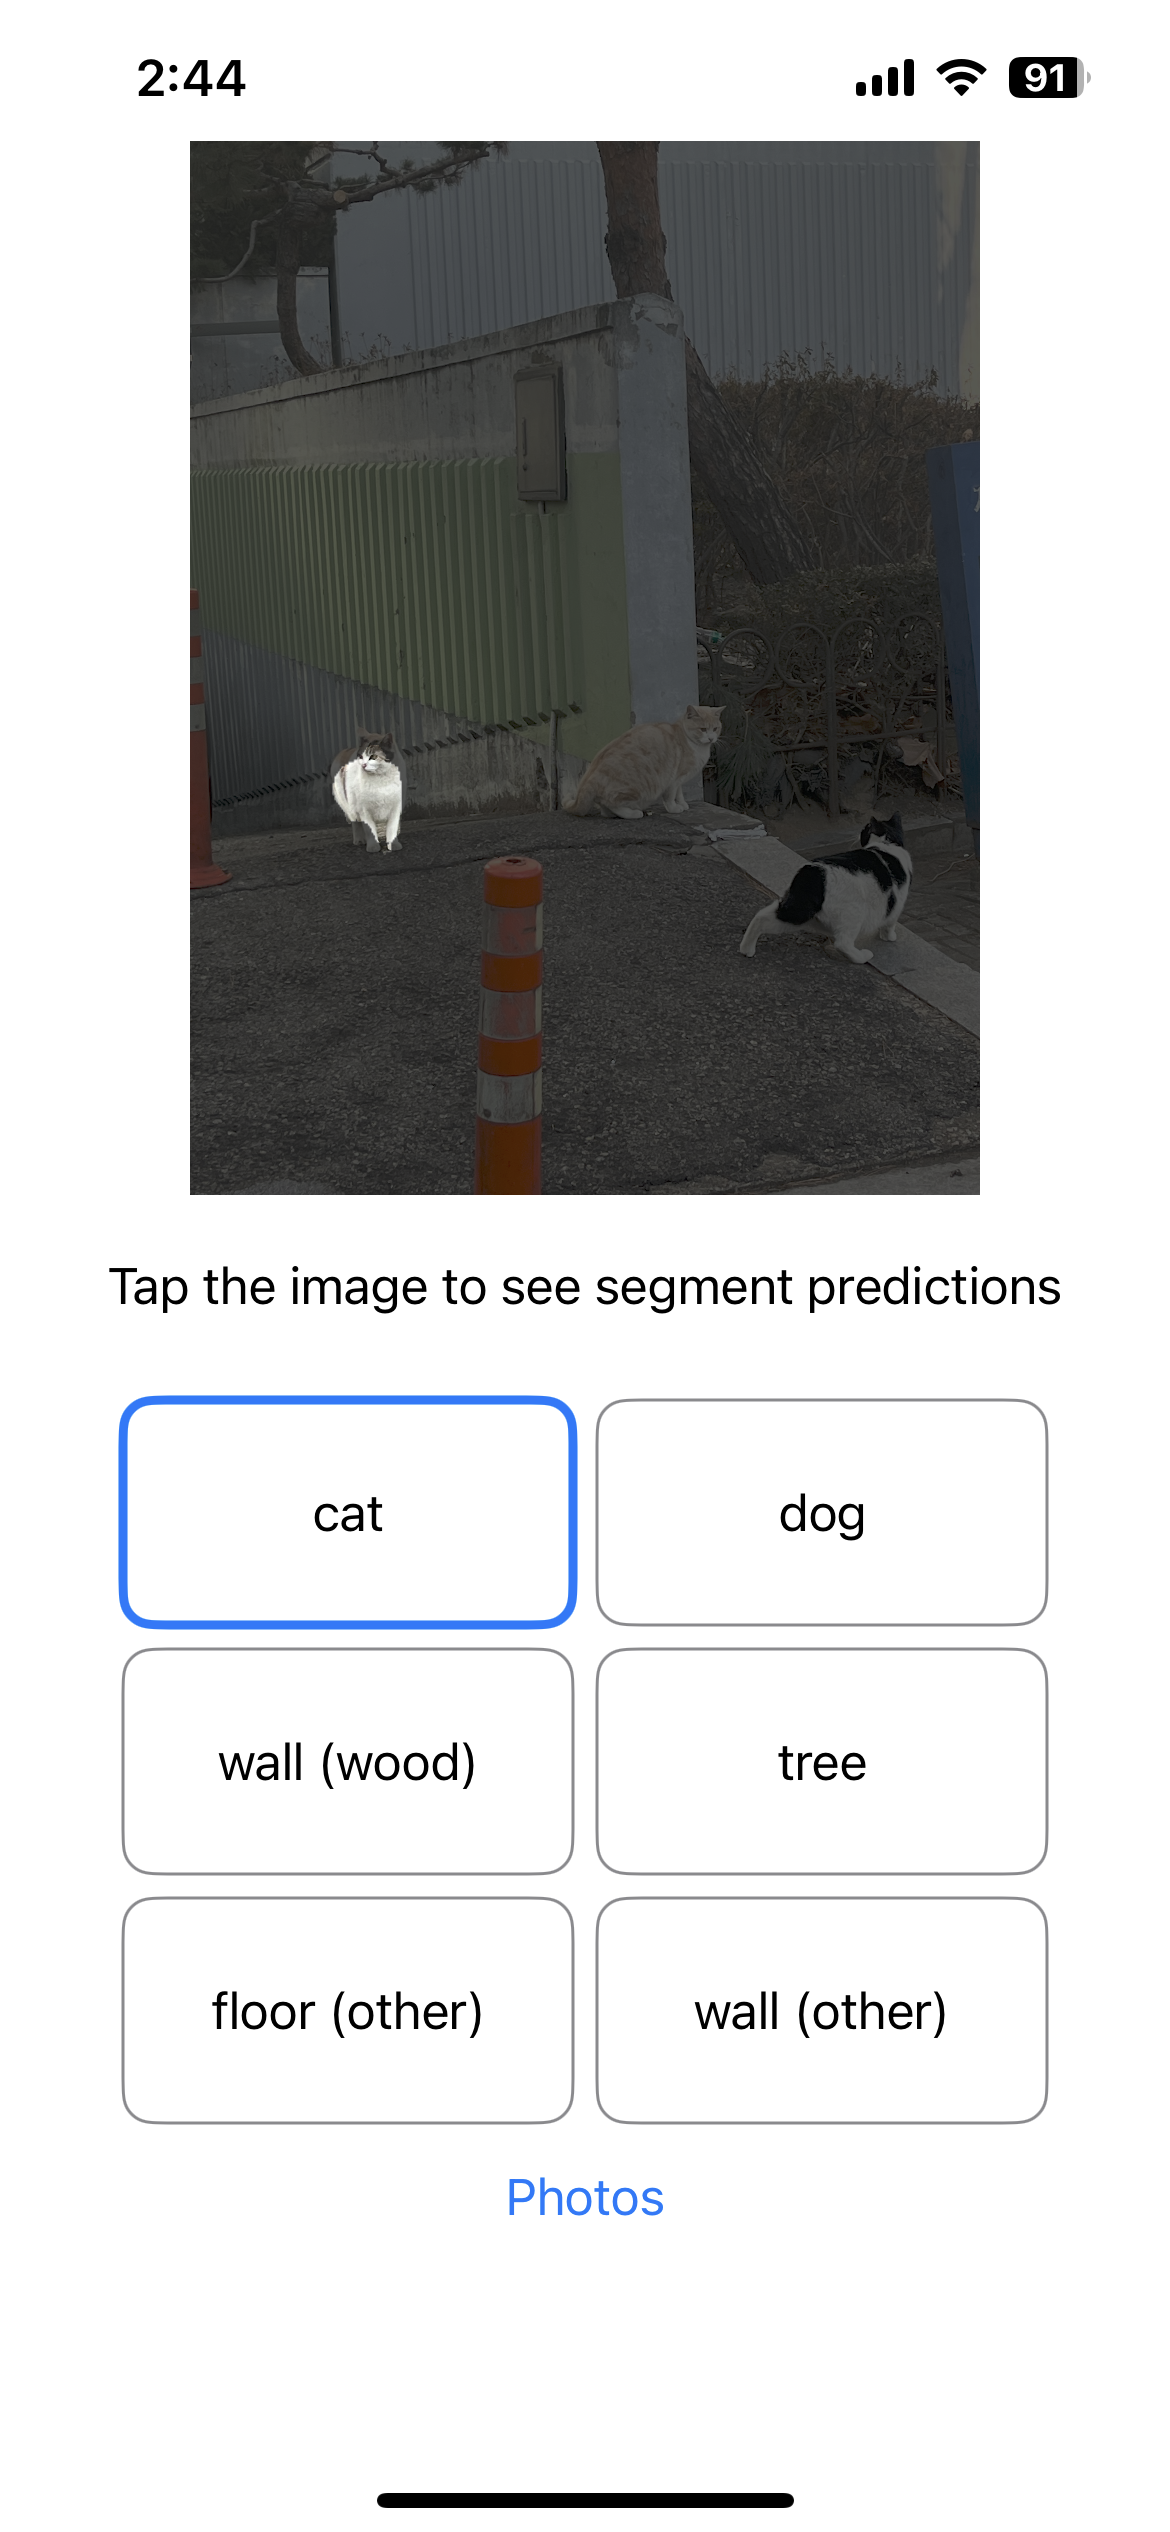 2:44 91
Tap the image to see segment predictions
cat dog
wall (wood) tree
floor (other) wall (other)
Photos